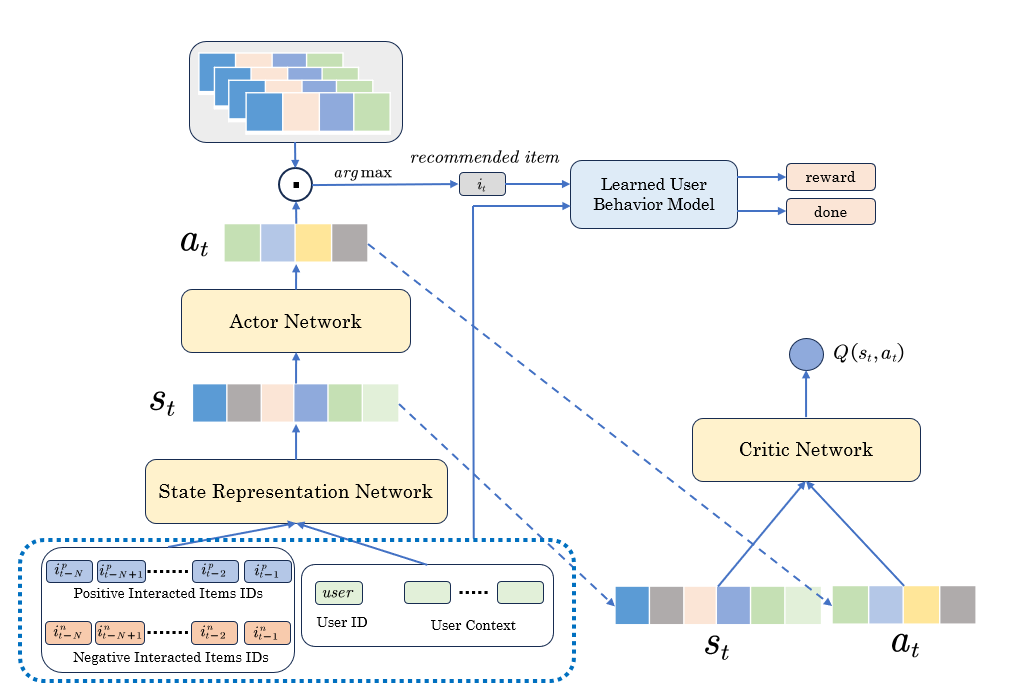 recommended item
arg max
i_t
Learned User
Behavior Model
reward
done
a_t
Actor Network
Q(s_t, a_t)
s_t
Critic Network
State Representation Network
i^p_{t-N} i^p_{t-N+1} ....... i^p_{t-2} i^p_{t-1}
Positive Interacted Items IDs
user .....
User ID User Context
i^n_{t-N} i^n_{t-N+1} ....... i^n_{t-2} i^n_{t-1}
Negative Interacted Items IDs
s_t a_t